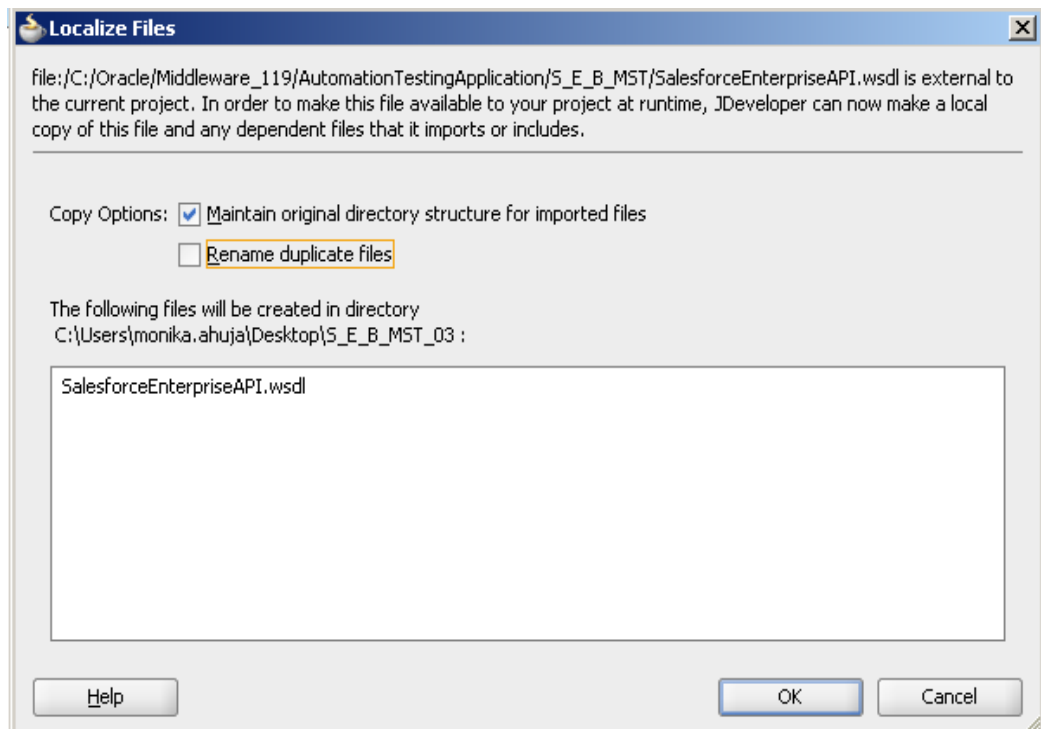 Localize Files
file:/C:/Oracle/Middleware_119/AutomationTestingApplication/S_E_B_MST/SalesforceEnterpriseAPI.wsdl is external to
the current project. In order to make this file available to your project at runtime, JDeveloper can now make a local
copy of this file and any dependent files that it imports or includes.
Copy Options: Maintain original directory structure for imported files
Rename duplicate files
The following files will be created in directory
C:\Users\monika.ahuja\Desktop\S_E_B_MST_03 :
SalesforceEnterpriseAPI.wsdl
Help OK Cancel